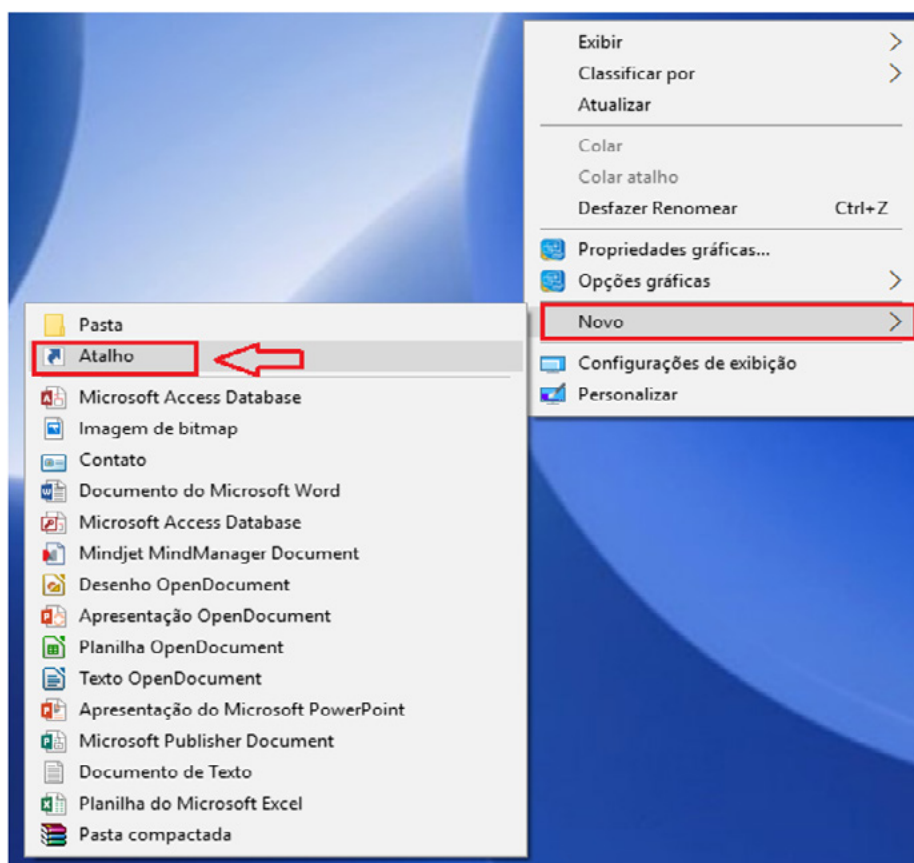 Exibir
Classificar por
Atualizar
Colar
Colar atalho
Desfazer Renomear Ctrl+Z
Propriedades gráficas...
Opções gráficas
Novo
Configurações de exibição
Personalizar
Pasta
Atalho
Microsoft Access Database
Imagem de bitmap
Contato
Documento do Microsoft Word
Microsoft Access Database
Mindjet MindManager Document
Desenho OpenDocument
Apresentação OpenDocument
Planilha OpenDocument
Texto OpenDocument
Apresentação do Microsoft PowerPoint
Microsoft Publisher Document
Documento de Texto
Planilha do Microsoft Excel
Pasta compactada